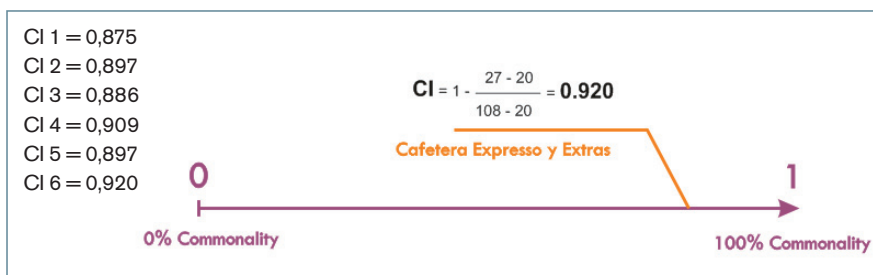 CI 1 = 0,875
CI 2 = 0,897
CI 3 = 0,886
CI 4 = 0,909
CI 5 = 0,897
CI 6 = 0,920
CI = 1 - 27 - 20 / 108 - 20 = 0.920
Cafetera Expresso y Extras
0 1
0% Commonality 100% Commonality